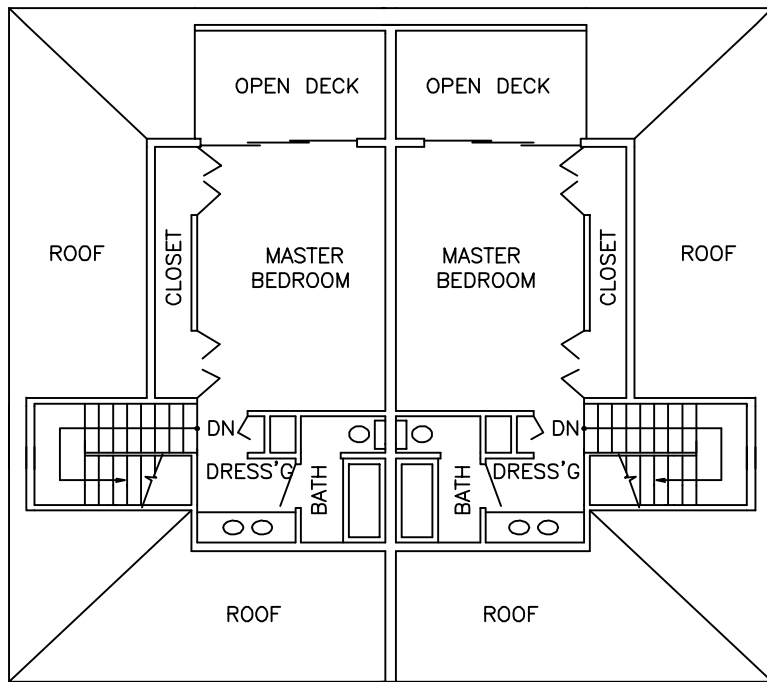 OPEN DECK
OPEN DECK
ROOF
CLOSET
MASTER
BEDROOM
MASTER
BEDROOM
CLOSET
ROOF
DN
DN
DRESS'G
BATH
BATH
DRESS'G
ROOF
ROOF